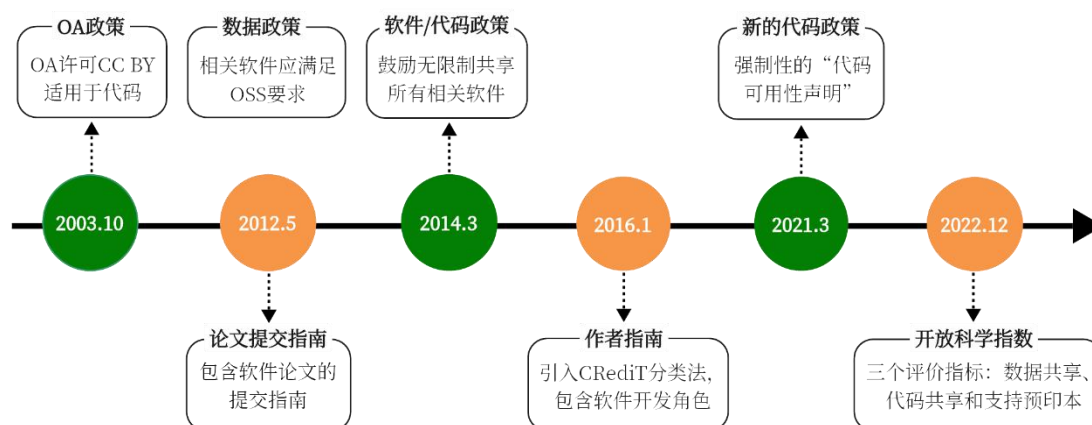 OA政策
OA许可CC BY
适用于代码
数据政策
相关软件应满足
OSS要求
软件/代码政策
鼓励无限制共享
所有相关软件
新的代码政策
强制性的“代码
可用性声明”
2003.10
2012.5
2014.3
2016.1
2021.3
2022.12
论文提交指南
包含软件论文的
提交指南
作者指南
引入CRediT分类法,
包含软件开发角色
开放科学指数
三个评价指标：数据共享、
代码共享和支持预印本